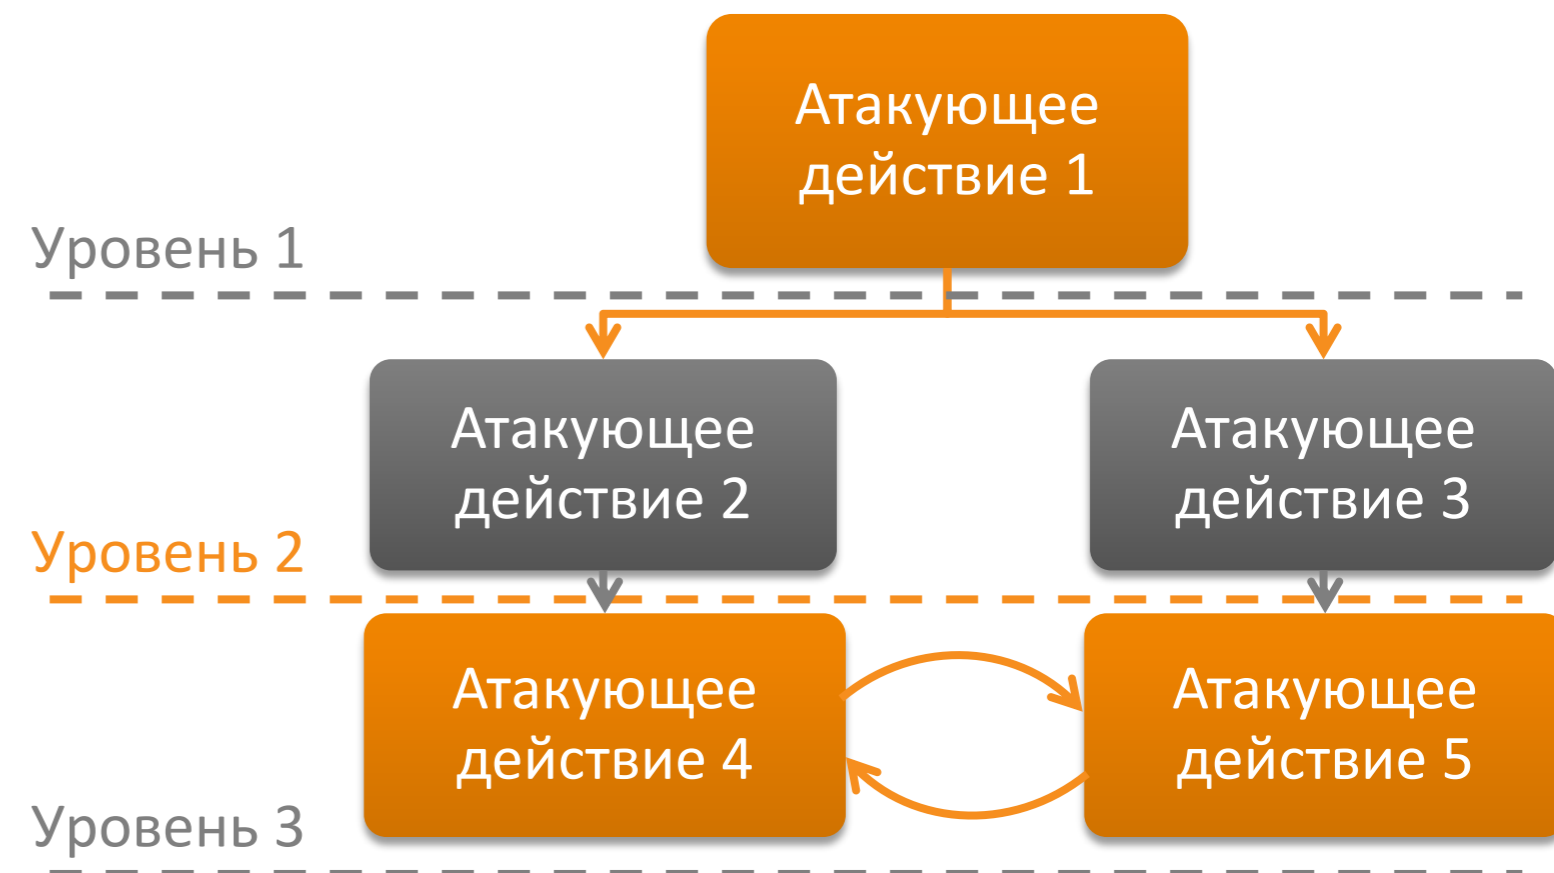 Атакующее
действие 1
Уровень 1
Атакующее
действие 2
Атакующее
действие 3
Уровень 2
Атакующее
действие 4
Атакующее
действие 5
Уровень 3